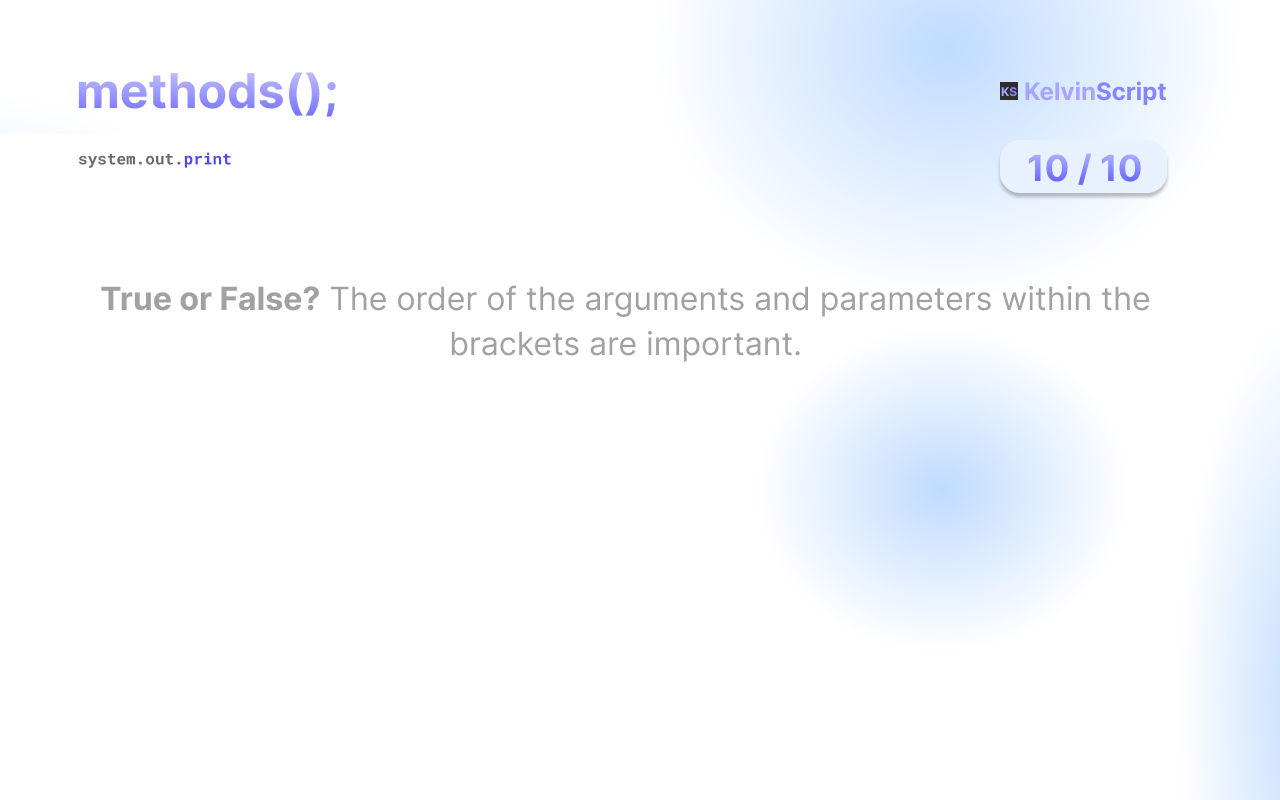 methods();
KS KelvinScript
system.out.print
10 / 10
True or False? The order of the arguments and parameters within the
brackets are important.